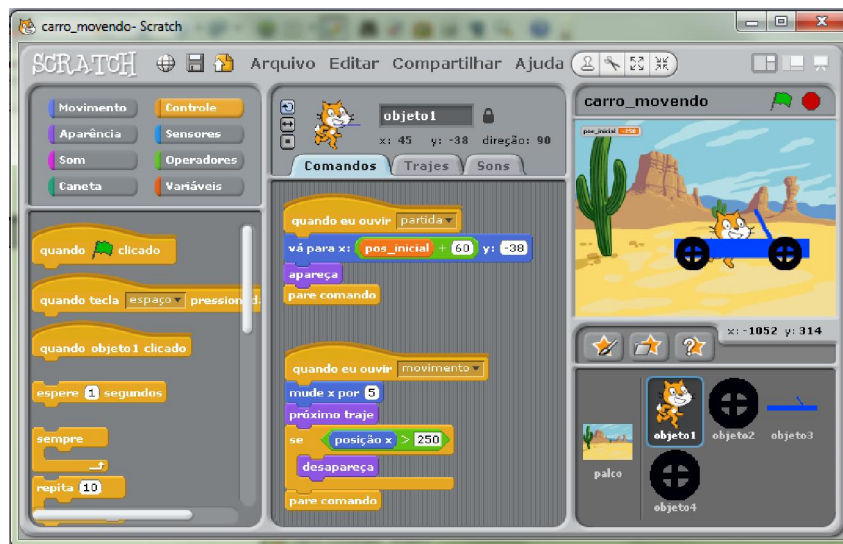 carro_movendo- Scratch
SCRATCH Arquivo Editar Compartilhar Ajuda
Movimento Controle
Aparência Sensores
Som Operadores
Caneta Variáveis
quando clicado
quando tecla espaço pressionada
quando objeto1 clicado
espere 1 segundos
sempre
repita 10
objeto1
x: 45 y: -38 direção: 90
Comandos Trajes Sons
quando eu ouvir partida
vá para x: pos_inicial + 60 y: -38
apareça
pare comando
quando eu ouvir movimento
mude x por 5
próximo traje
se posição x > 250
desapareça
pare comando
carro_movendo
pos_inicial
x: -1052 y: 314
palco
objeto1 objeto2 objeto3
objeto4